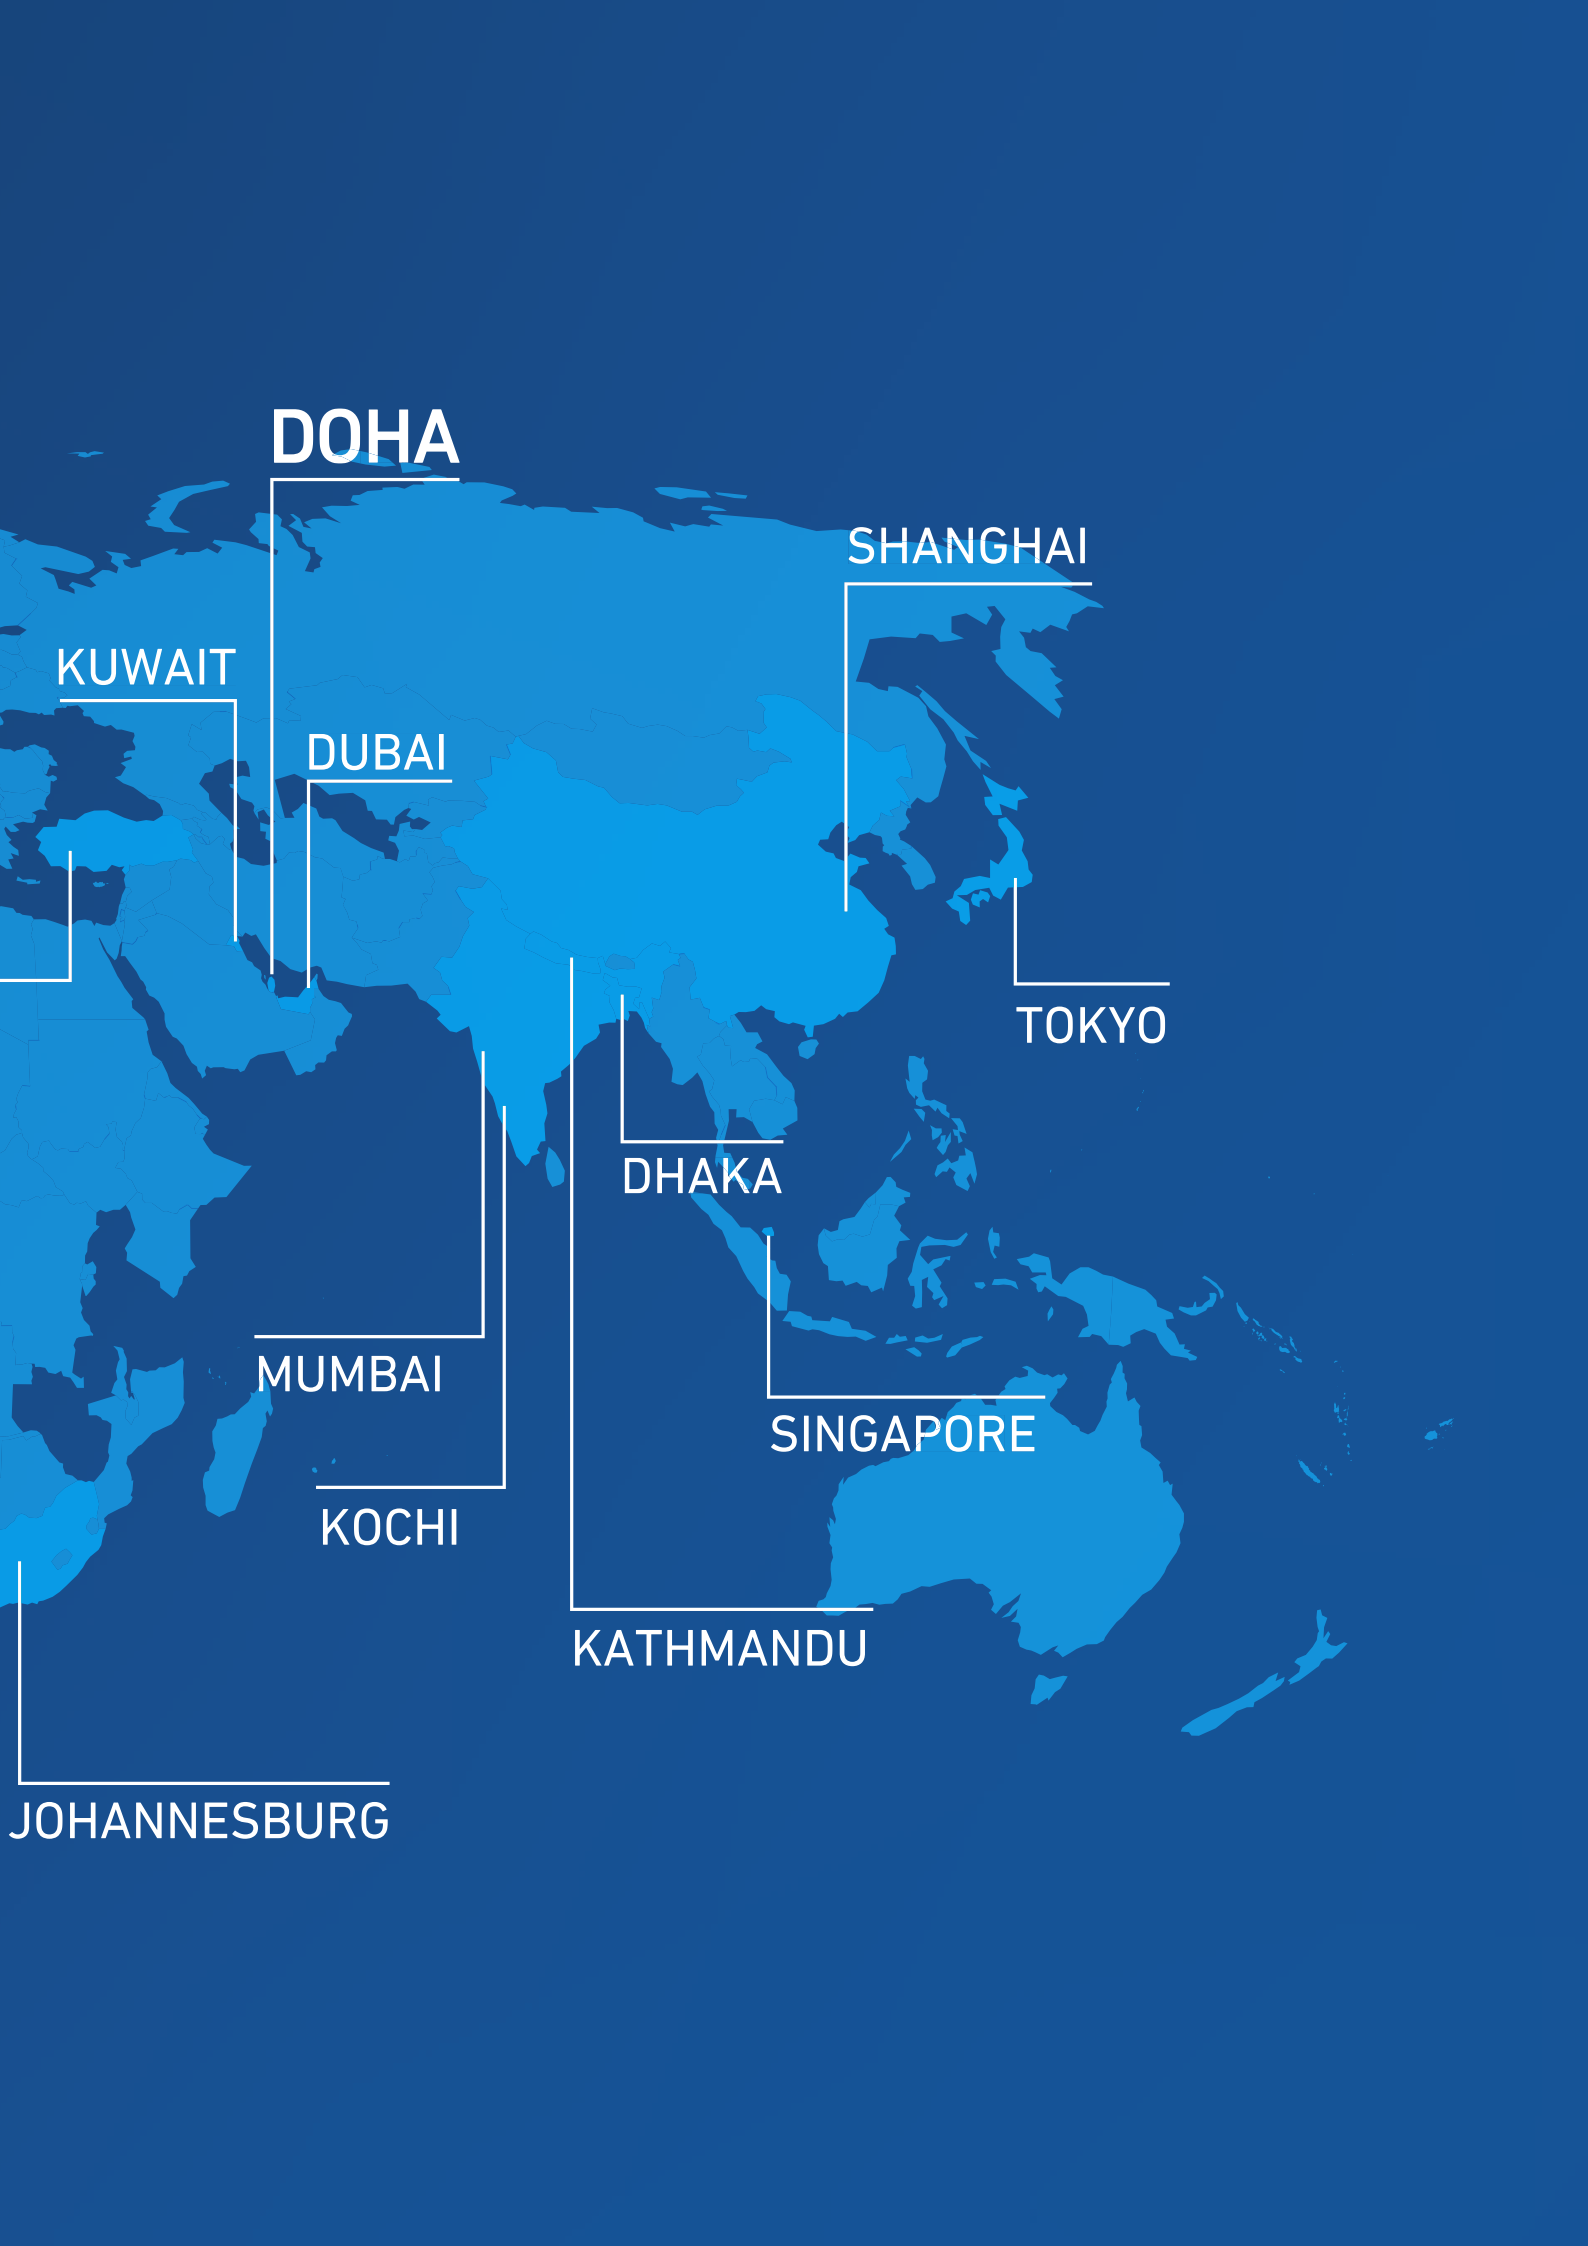 DOHA
SHANGHAI
KUWAIT
DUBAI
TOKYO
DHAKA
MUMBAI
SINGAPORE
KOCHI
KATHMANDU
JOHANNESBURG